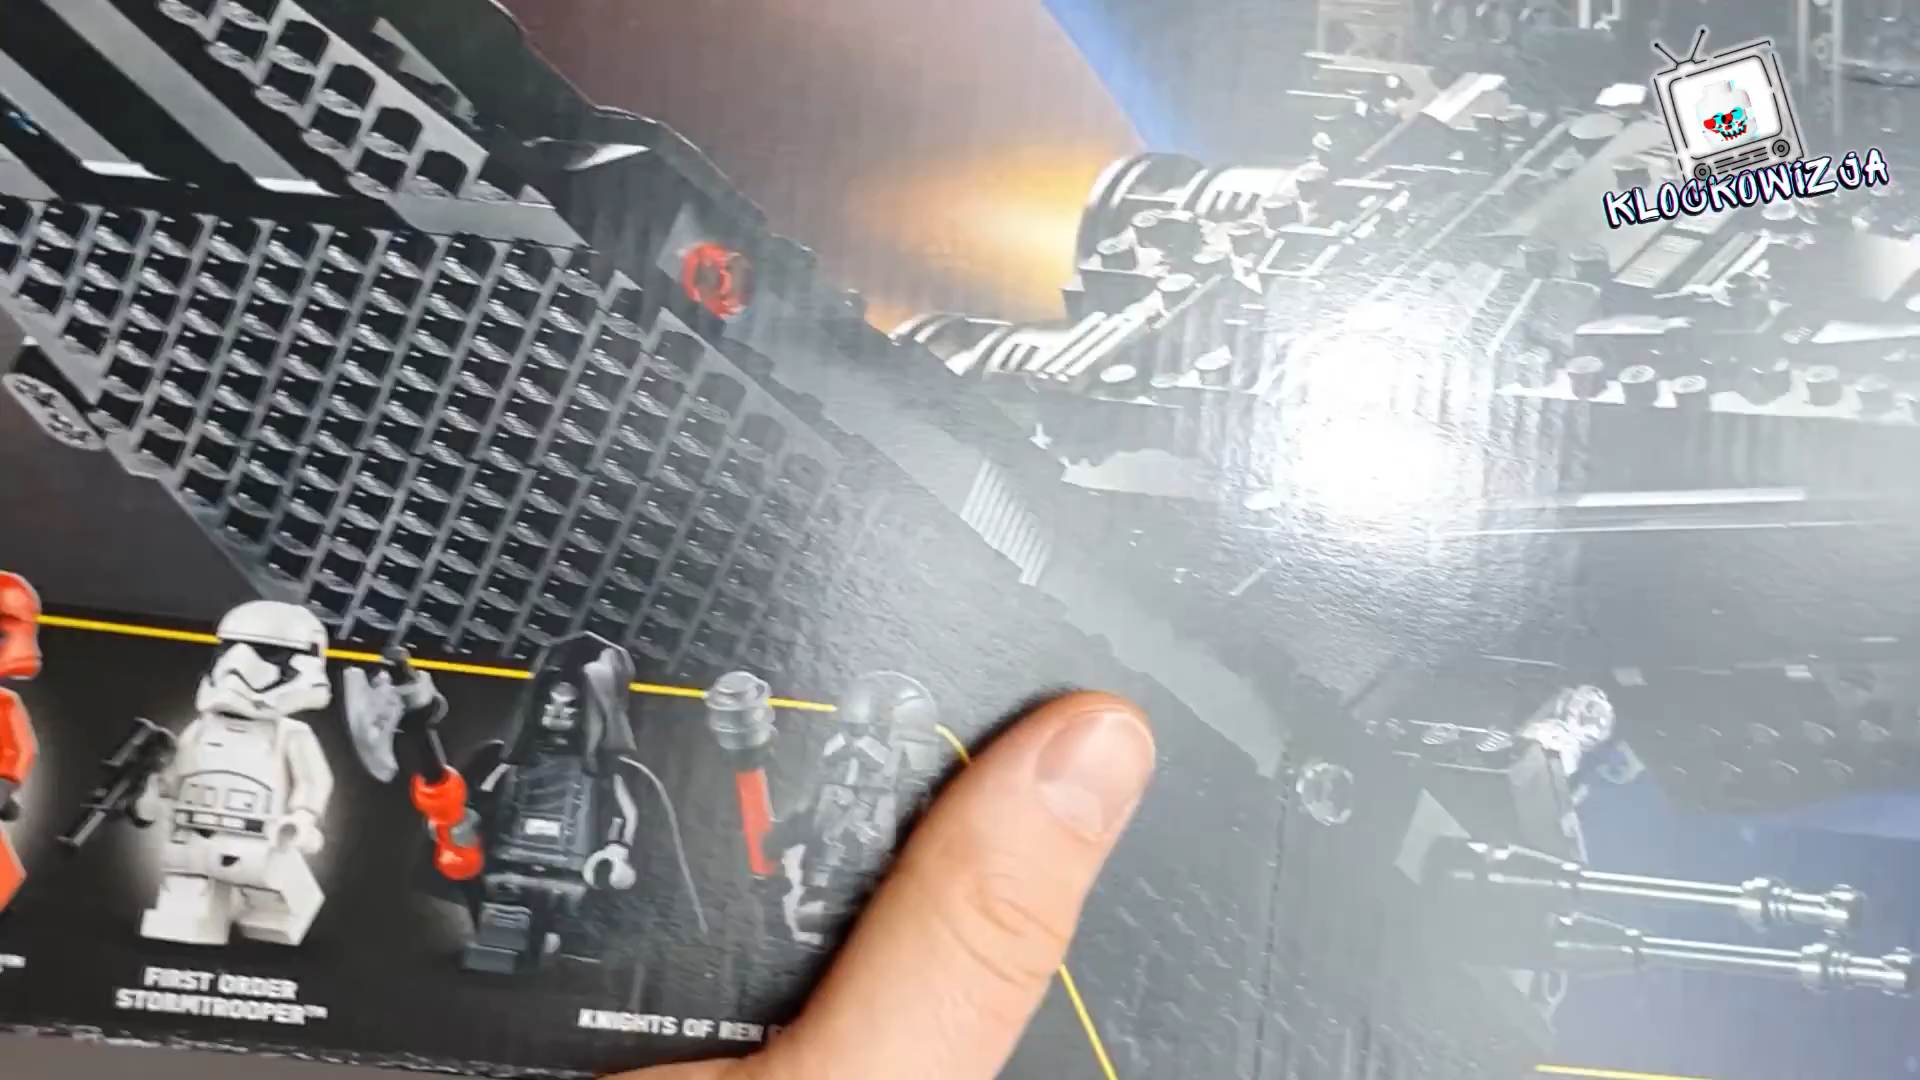 KLOCKOWIZJA
FIRST ORDER
STORMTROOPER™
KNIGHTS OF REN